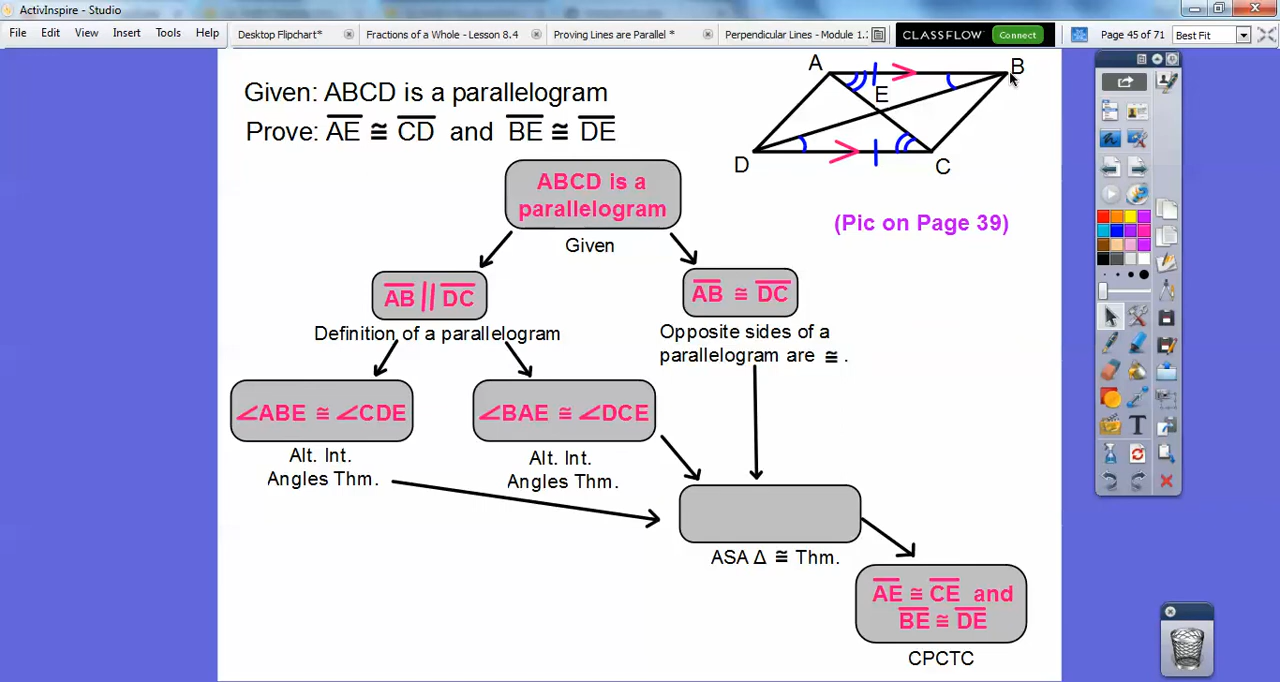 ActivInspire - Studio
File Edit View Insert Tools Help Desktop Flipchart* Fractions of a Whole - Lesson 8.4 Proving Lines are Parallel * Perpendicular Lines - Module 1. CLASSFLOW Connect Page 45 of 71 Best Fit
Given: ABCD is a parallelogram
Prove: AE ≅ CD and BE ≅ DE
A B
E
D C
(Pic on Page 39)
ABCD is a
parallelogram
Given
AB || DC
Definition of a parallelogram
AB ≅ DC
Opposite sides of a
parallelogram are ≅ .
∠ABE ≅ ∠CDE
Alt. Int.
Angles Thm.
∠BAE ≅ ∠DCE
Alt. Int.
Angles Thm.
ASA Δ ≅ Thm.
AE ≅ CE and
BE ≅ DE
CPCTC